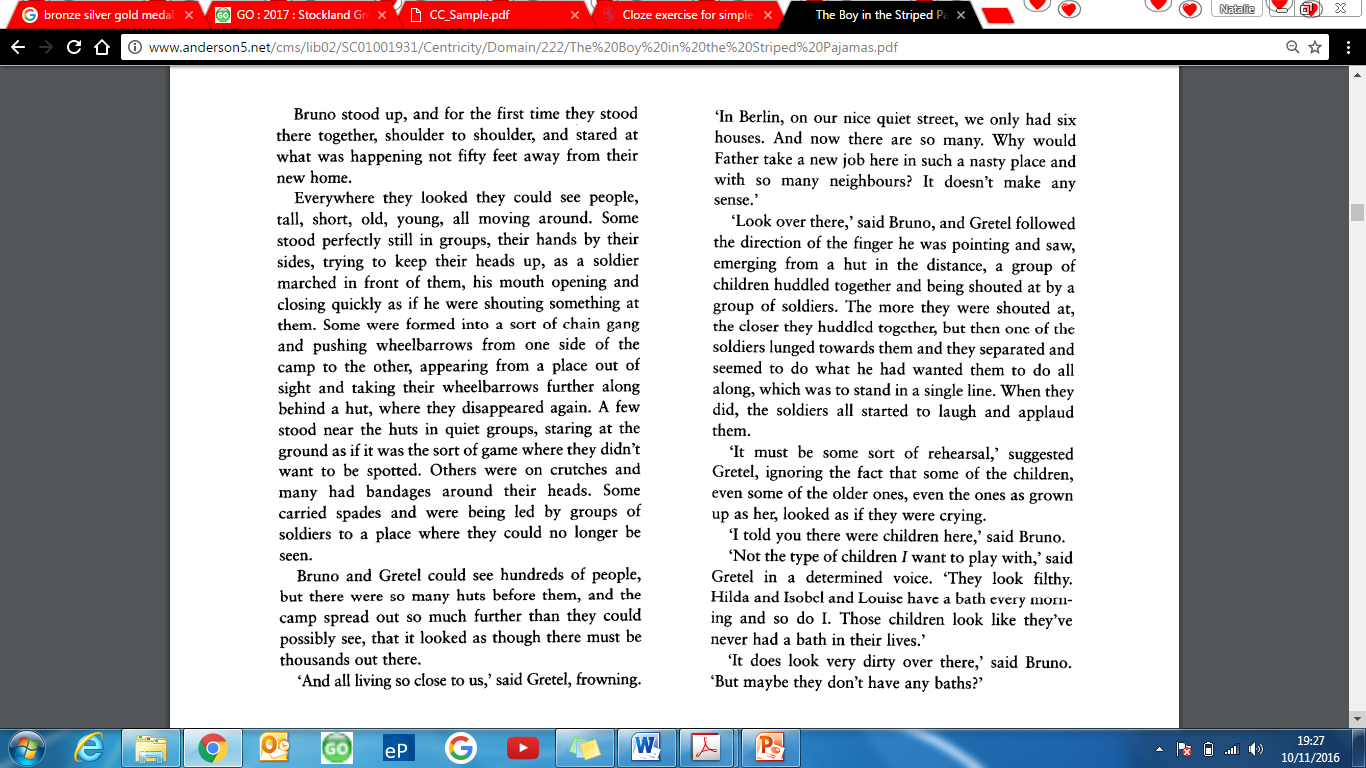 bronze silver gold medal
GO : 2017 : Stockland Gr
CC_Sample.pdf
Cloze exercise for simple
The Boy in the Striped Pa
Natalie
www.anderson5.net/cms/lib02/SC01001931/Centricity/Domain/222/The%20Boy%20in%20the%20Striped%20Pajamas.pdf
Bruno stood up, and for the first time they stood
there together, shoulder to shoulder, and stared at
what was happening not fifty feet away from their
new home.
Everywhere they looked they could see people,
tall, short, old, young, all moving around. Some
stood perfectly still in groups, their hands by their
sides, trying to keep their heads up, as a soldier
marched in front of them, his mouth opening and
closing quickly as if he were shouting something at
them. Some were formed into a sort of chain gang
and pushing wheelbarrows from one side of the
camp to the other, appearing from a place out of
sight and taking their wheelbarrows further along
behind a hut, where they disappeared again. A few
stood near the huts in quiet groups, staring at the
ground as if it was the sort of game where they didn't
want to be spotted. Others were on crutches and
many had bandages around their heads. Some
carried spades and were being led by groups of
soldiers to a place where they could no longer be
seen.
Bruno and Gretel could see hundreds of people,
but there were so many huts before them, and the
camp spread out so much further than they could
possibly see, that it looked as though there must be
thousands out there.
'And all living so close to us,' said Gretel, frowning.
'In Berlin, on our nice quiet street, we only had six
houses. And now there are so many. Why would
Father take a new job here in such a nasty place and
with so many neighbours? It doesn't make any
sense.'
'Look over there,' said Bruno, and Gretel followed
the direction of the finger he was pointing and saw,
emerging from a hut in the distance, a group of
children huddled together and being shouted at by a
group of soldiers. The more they were shouted at,
the closer they huddled together, but then one of the
soldiers lunged towards them and they separated and
seemed to do what he had wanted them to do all
along, which was to stand in a single line. When they
did, the soldiers all started to laugh and applaud
them.
'It must be some sort of rehearsal,' suggested
Gretel, ignoring the fact that some of the children,
even some of the older ones, even the ones as grown
up as her, looked as if they were crying.
'I told you there were children here,' said Bruno.
'Not the type of children I want to play with,' said
Gretel in a determined voice. 'They look filthy.
Hilda and Isobel and Louise have a bath every morn-
ing and so do I. Those children look like they've
never had a bath in their lives.'
'It does look very dirty over there,' said Bruno.
'But maybe they don't have any baths?'
GO
eP
19:27
10/11/2016